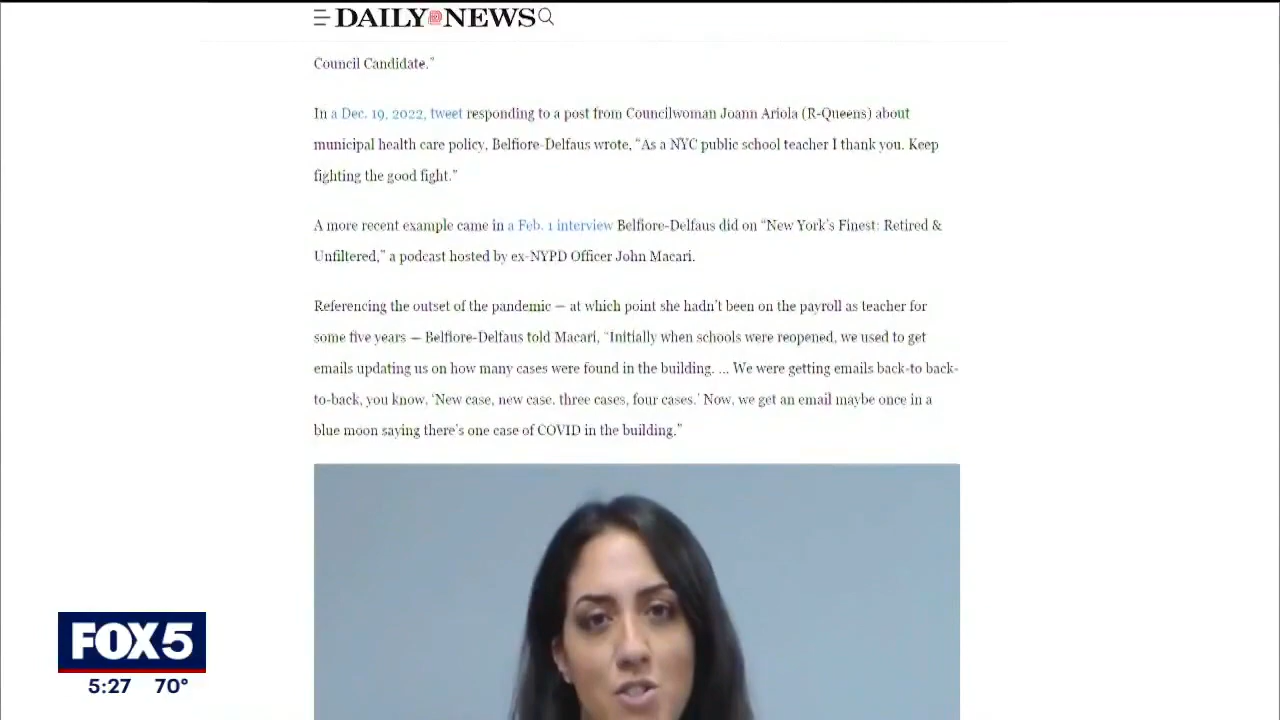 DAILY NEWS
Council Candidate."
In a Dec. 19, 2022, tweet responding to a post from Councilwoman Joann Ariola (R-Queens) about
municipal health care policy, Belfiore-Delfaus wrote, "As a NYC public school teacher I thank you. Keep
fighting the good fight."
A more recent example came in a Feb. 1 interview Belfiore-Delfaus did on "New York's Finest: Retired &
Unfiltered," a podcast hosted by ex-NYPD Officer John Macari.
Referencing the outset of the pandemic — at which point she hadn't been on the payroll as teacher for
some five years — Belfiore-Delfaus told Macari, "Initially when schools were reopened, we used to get
emails updating us on how many cases were found in the building. ... We were getting emails back-to back-
to-back, you know, 'New case, new case, three cases, four cases.' Now, we get an email maybe once in a
blue moon saying there's one case of COVID in the building."
FOX5
5:27 70°